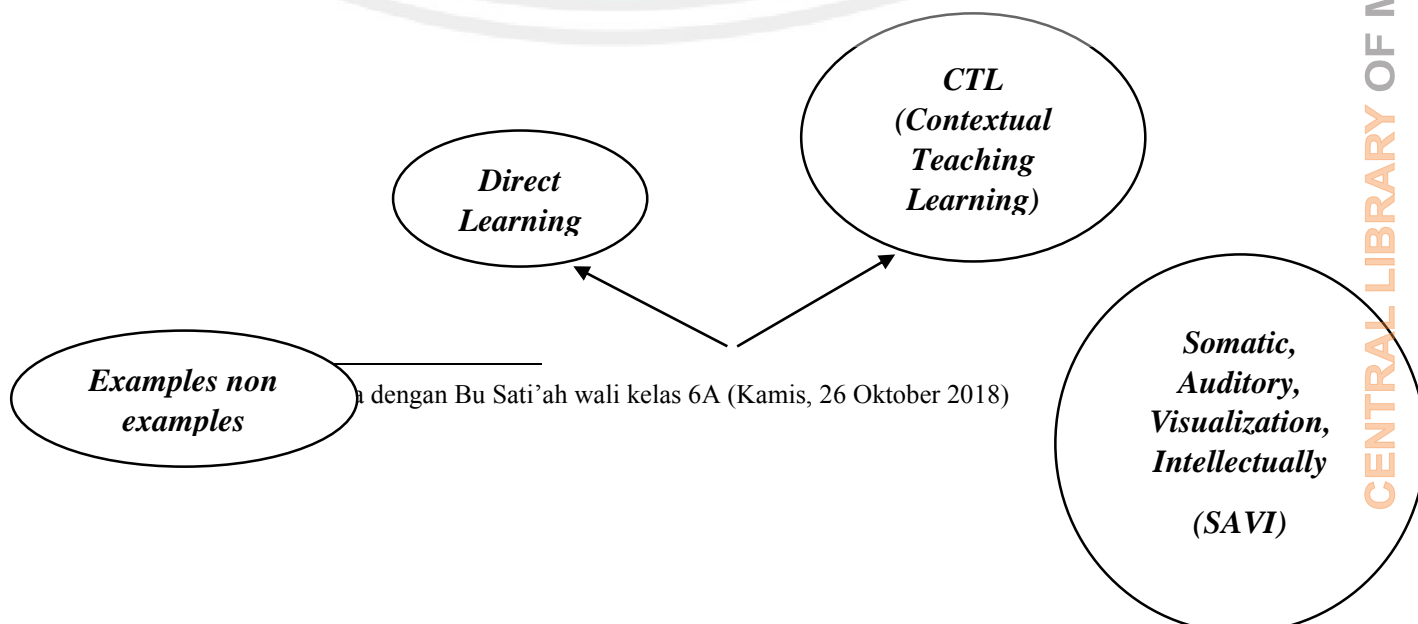 CTL
(Contextual
Teaching
Learning)
Direct
Learning
Somatic,
Auditory,
Visualization,
Intellectually
(SAVI)
Examples non
examples
dengan Bu Sati’ah wali kelas 6A (Kamis, 26 Oktober 2018)
CENTRAL LIBRARY OF